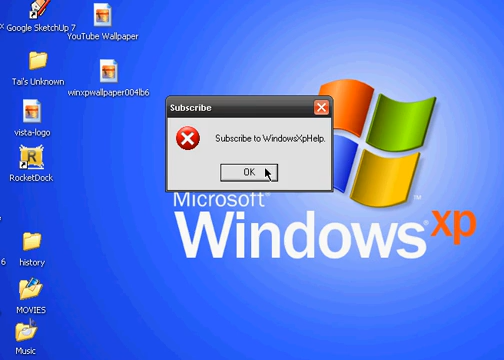 Google SketchUp 7
YouTube Wallpaper
Tai's Unknown
winxpwallpaper004lb6
vista-logo
RocketDock
history
MOVIES
Music
Subscribe
Subscribe to WindowsXpHelp.
OK
Microsoft®
Windows xp